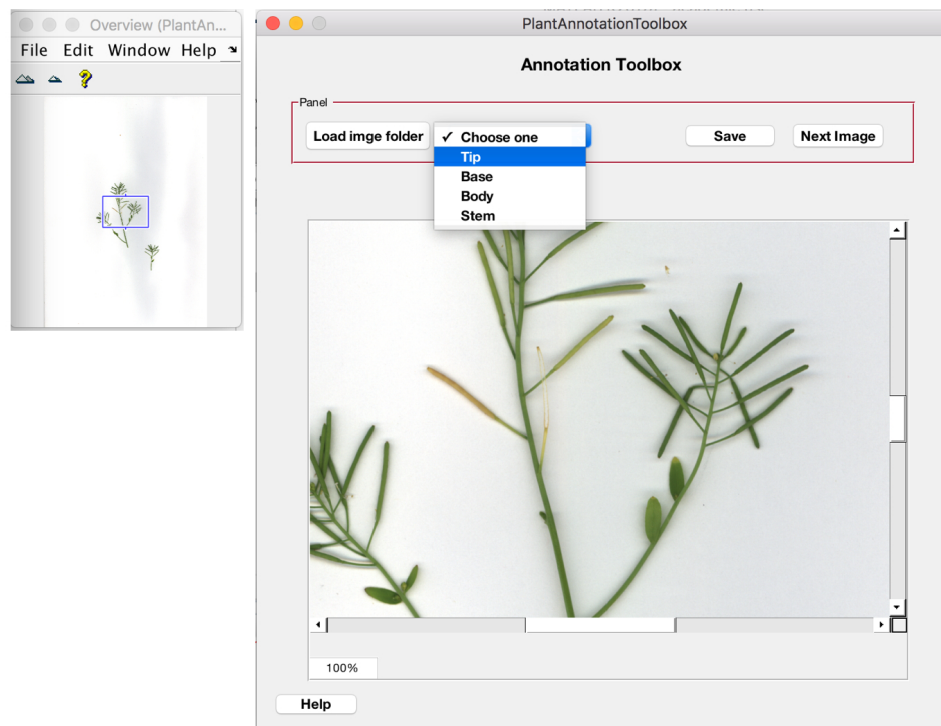 Overview (PlantAn...
File Edit Window Help
PlantAnnotationToolbox
Annotation Toolbox
Panel
Load imge folder
✓ Choose one
Tip
Base
Body
Stem
Save
Next Image
100%
Help